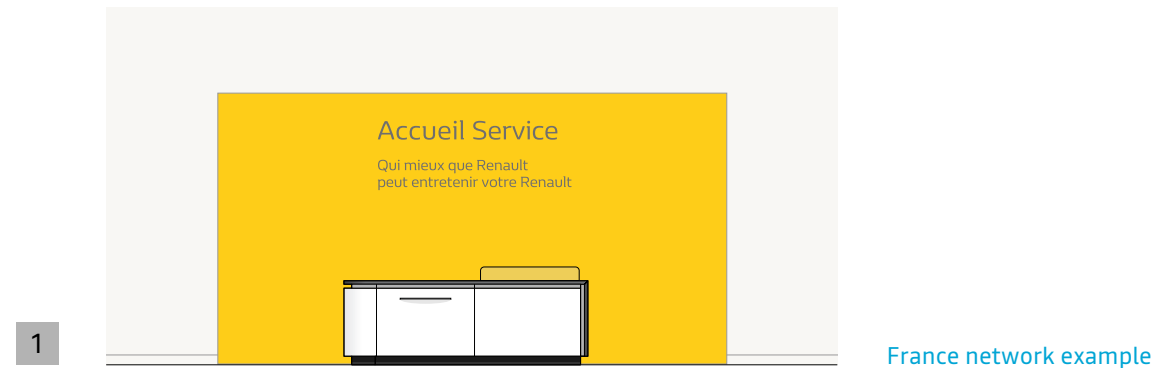 Accueil Service
Qui mieux que Renault
peut entretenir votre Renault
1
France network example